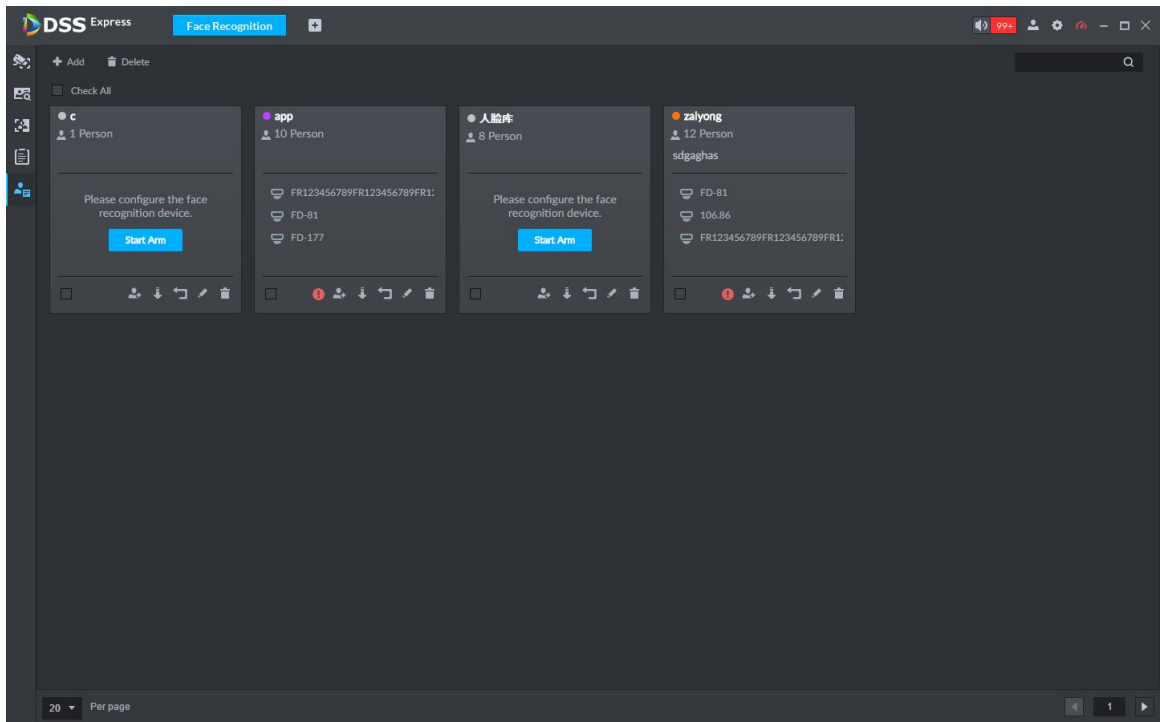 DSS Express
Face Recognition
99+
Add
Delete
Check All
c
1 Person
Please configure the face
recognition device.
Start Arm
app
10 Person
FR123456789FR123456789FR12
FD-81
FD-177
人脸库
8 Person
Please configure the face
recognition device.
Start Arm
zaiyong
12 Person
sdgaghas
FD-81
106.86
FR123456789FR123456789FR12
20
Per page
1